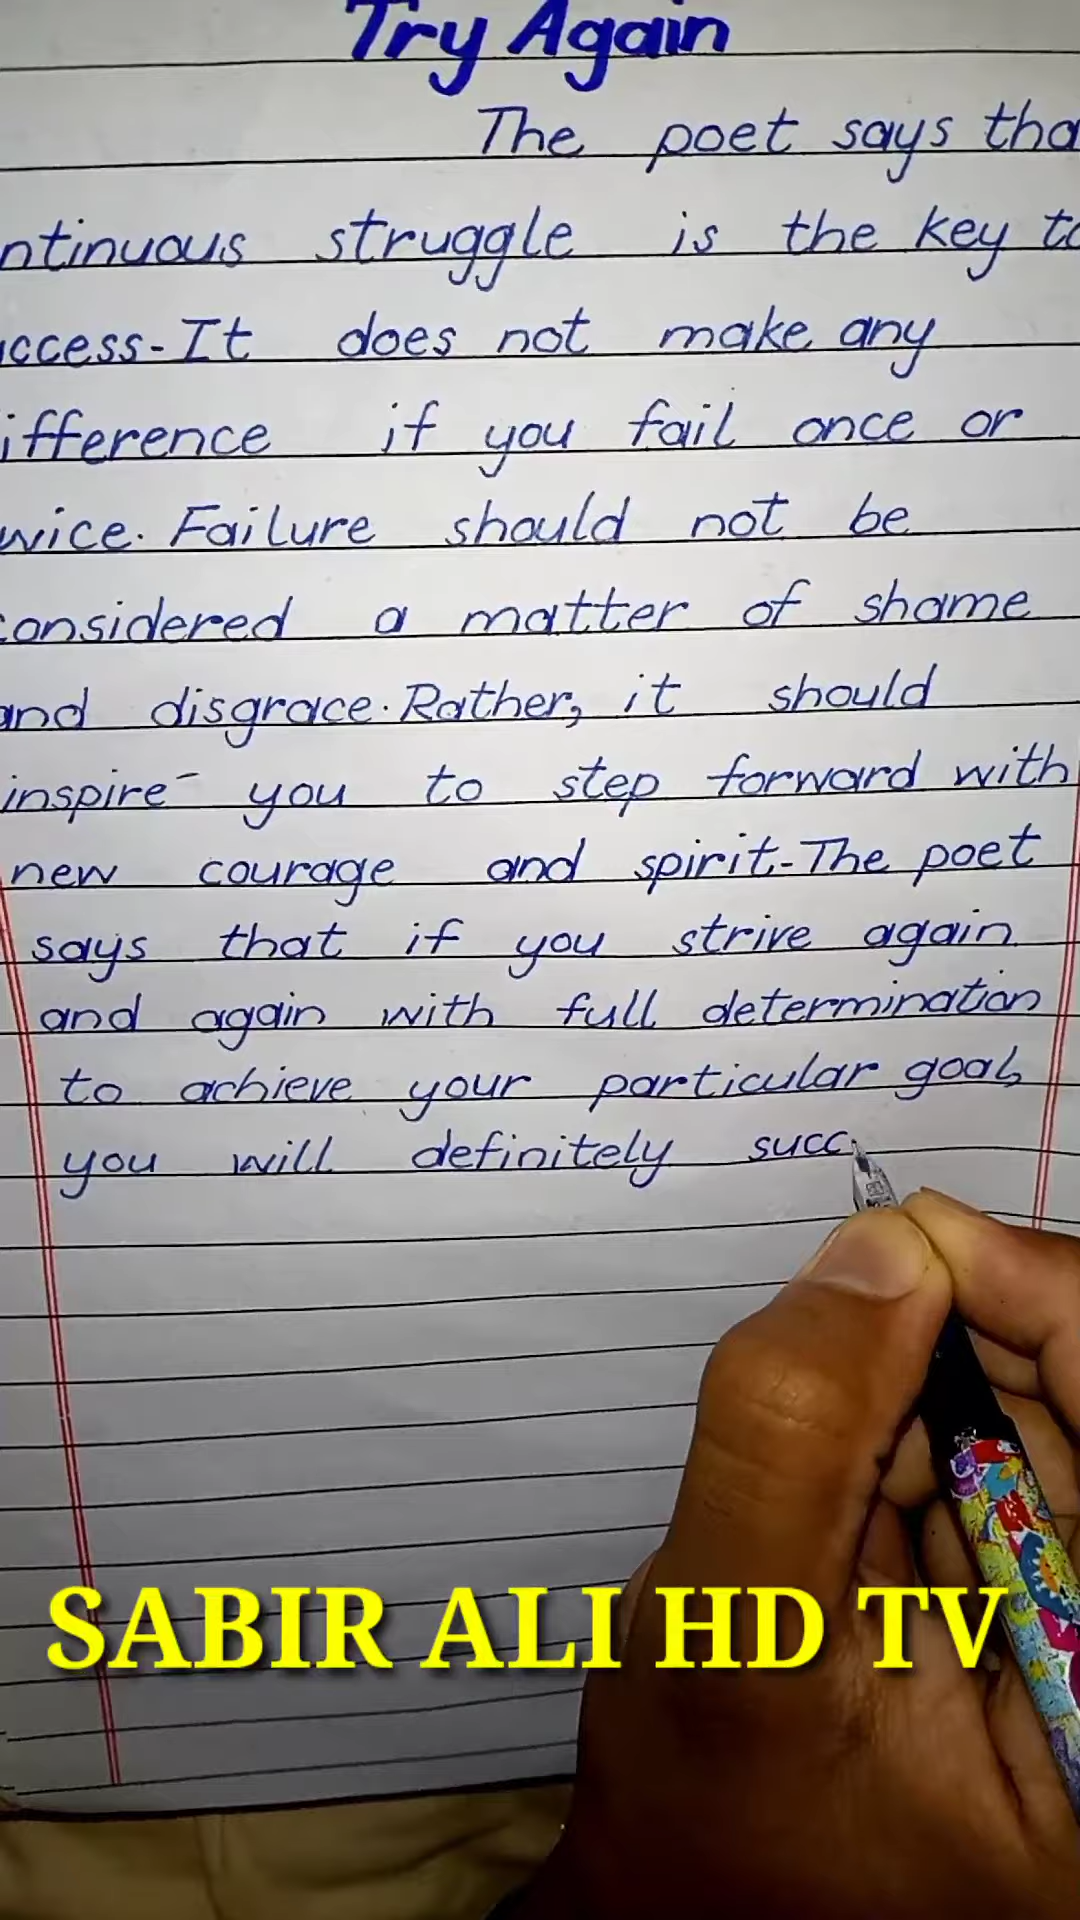 Try Again
The poet says tha
ntinuous struggle is the key to
uccess-It does not make any
ifference if you fail once or
wice. Failure should not be
considered a matter of shame
and disgrace. Rather, it should
inspire- you to step forward with
new courage and spirit.-The poet
says that if you strive again
and again with full determination
to achieve your particular goal,
you will definitely succ
SABIR ALI HD TV